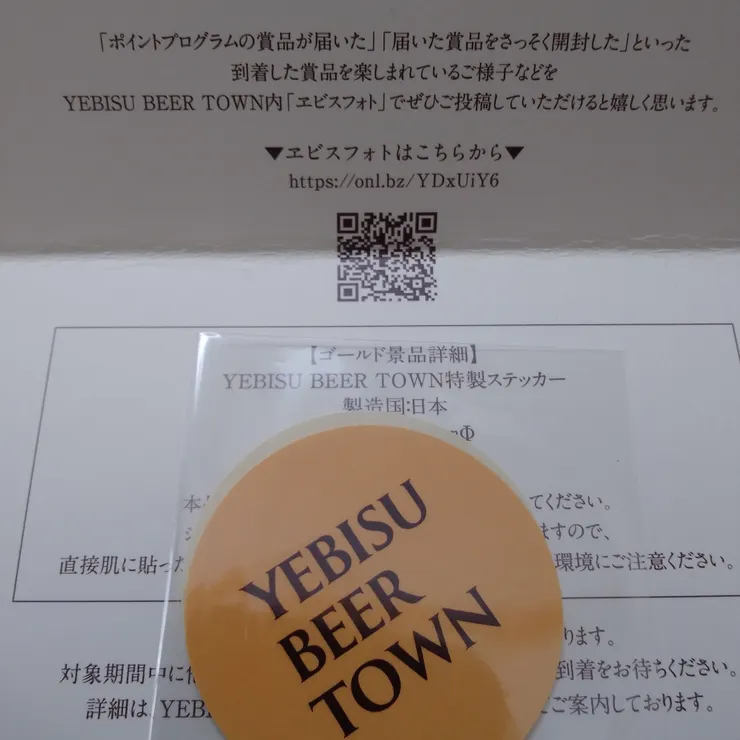 「ポイントプログラムの賞品が届いた」「届いた賞品をさっそく開封した」といった
到着した賞品を楽しまれているご様子などを
YEBISU BEER TOWN内「ヱビスフォト」でぜひご投稿していただけると嬉しく思います。
▼ヱビスフォトはこちらから▼
https://onl.bz/YDxUiY6
【ゴールド景品詳細】
YEBISU BEER TOWN特製ステッカー
製造国:日本
Φ
本 てください。
ますので、
直接肌に貼った 環境にご注意ください。
YEBISU
BEER
TOWN
ります。
対象期間中に 到着をお待ちください。
詳細は、YEB ご案内しております。